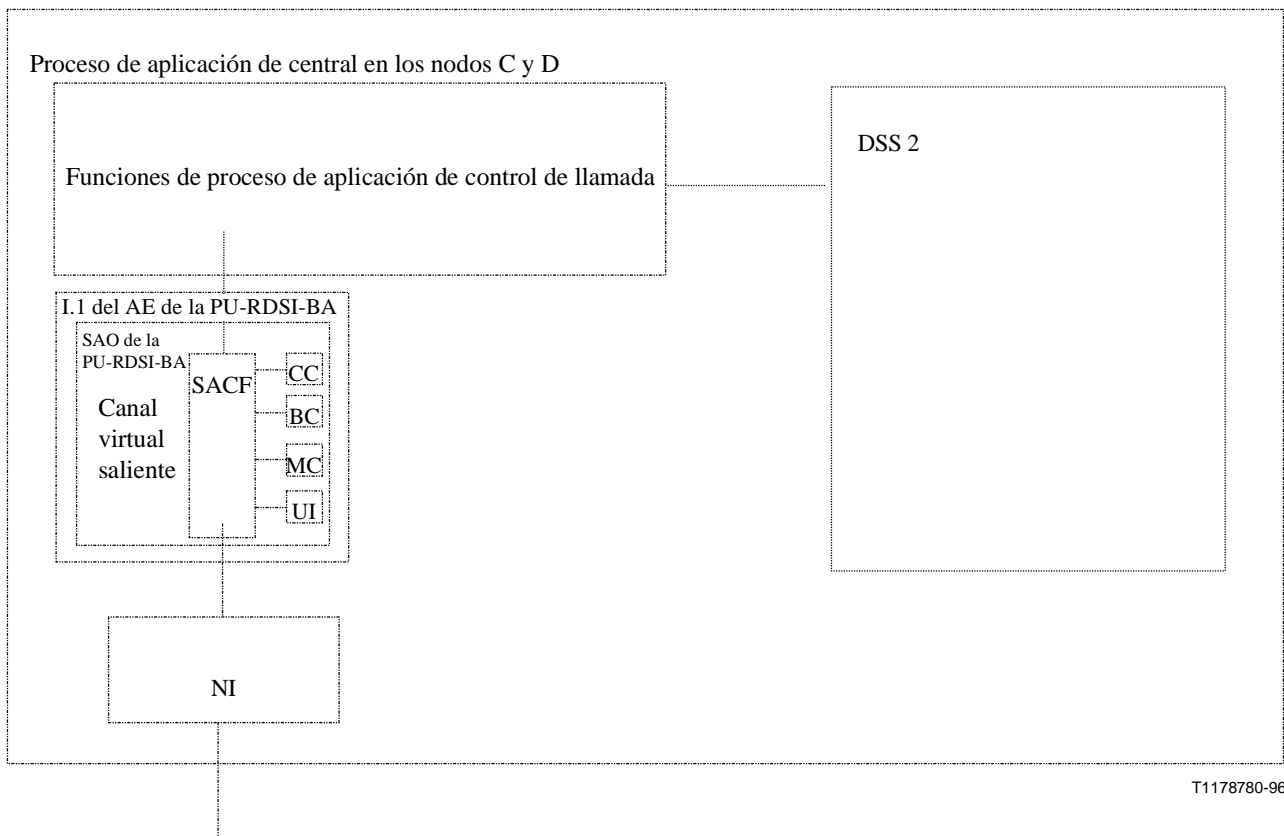 Proceso de aplicación de central en los nodos C y D
DSS 2
Funciones de proceso de aplicación de control de llamada
I.1 del AE de la PU-RDSI-BA
SAO de la
PU-RDSI-BA
SACF
CC
Canal
virtual
saliente
BC
MC
UI
NI
T1178780-96